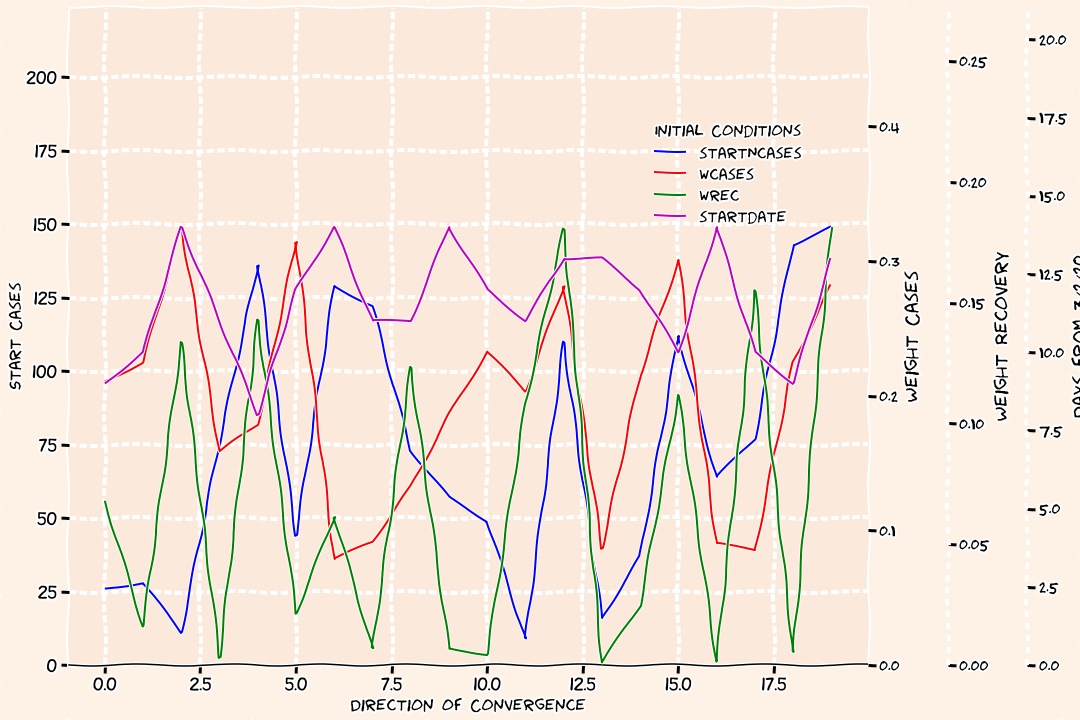 START CASES
200
175
150
125
100
75
50
25
0
0.0 2.5 5.0 7.5 10.0 12.5 15.0 17.5
DIRECTION OF CONVERGENCE
INITIAL CONDITIONS
STARTNCASES
WCASES
WREC
STARTDATE
0.4
0.3
0.2
0.1
0.0
WEIGHT CASES
0.25
0.20
0.15
0.10
0.05
0.00
WEIGHT RECOVERY
20.0
17.5
15.0
12.5
10.0
7.5
5.0
2.5
0.0
DAYS FROM